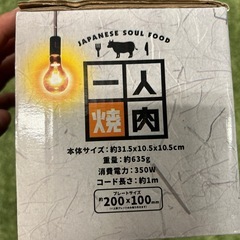 JAPANESE SOUL FOOD
一人
焼肉
本体サイズ：約31.5x10.5x10.5cm
重量：約635g
消費電力：350W
コード長さ：約1m
プレートサイズ
約200×100mm